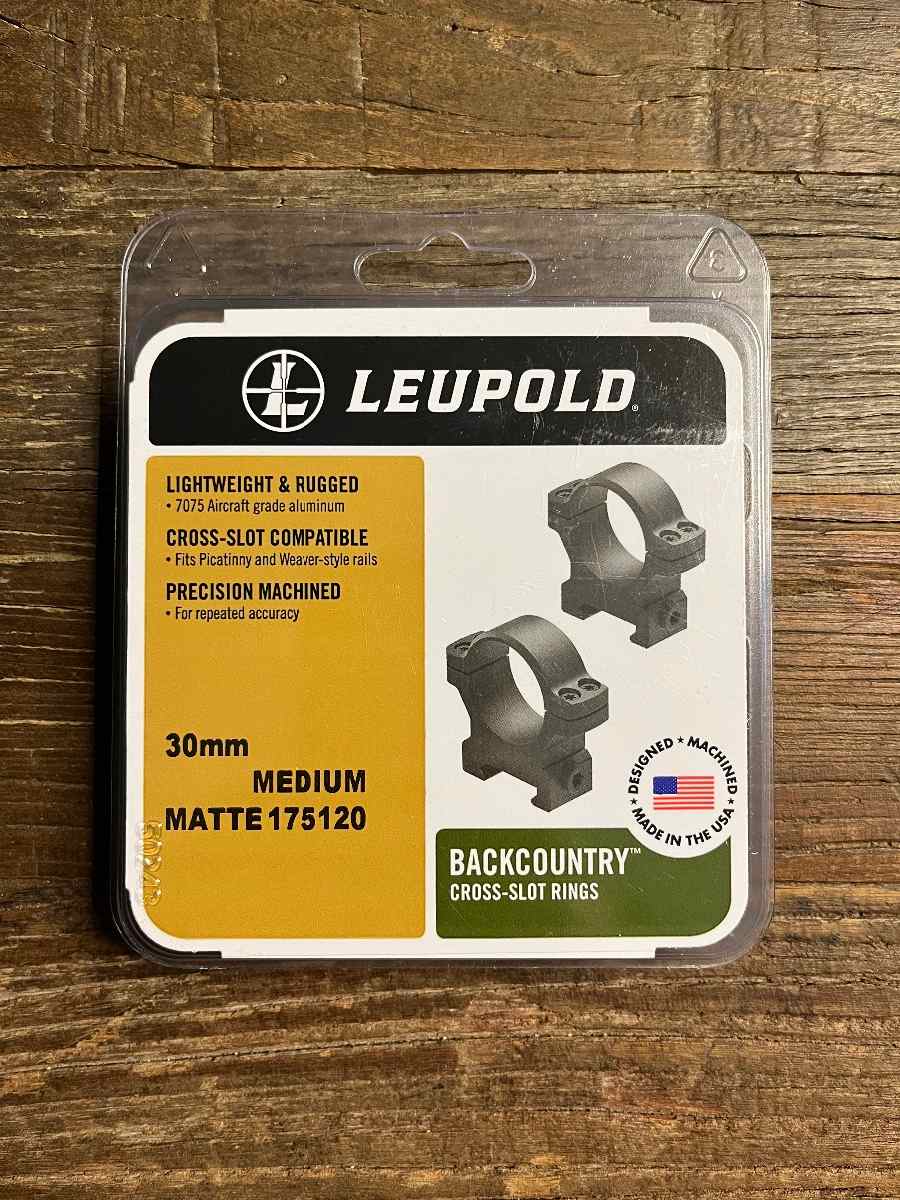 3
LEUPOLD®
LIGHTWEIGHT & RUGGED
• 7075 Aircraft grade aluminum
CROSS-SLOT COMPATIBLE
• Fits Picatinny and Weaver-style rails
PRECISION MACHINED
• For repeated accuracy
30mm
MEDIUM
MATTE 175120
DESIGNED ★ MACHINED ★ MADE IN THE USA ★
BACKCOUNTRY™
CROSS-SLOT RINGS